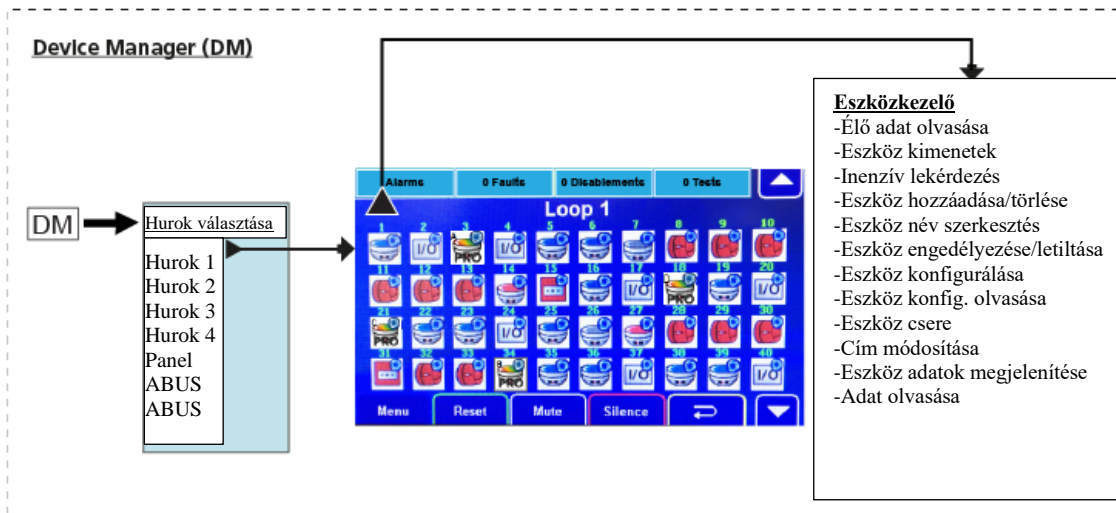 Device Manager (DM)
DM
Hurok választása
Hurok 1
Hurok 2
Hurok 3
Hurok 4
Panel
ABUS
ABUS
Alarms 0 Faults 0 Disablements 0 Tests
Loop 1
1 2 3 4 5 6 7 8 9 10
I/O PRO I/O
11 12 13 14 15 16 17 18 19 20
I/O PRO I/O
21 22 23 24 25 26 27 28 29 30
PRO I/O
31 32 33 34 35 36 37 38 39 40
PRO I/O I/O
Menu Reset Mute Silence
Eszközkezelő
-Élő adat olvasása
-Eszköz kimenetek
-Inenzív lekérdezés
-Eszköz hozzáadása/törlése
-Eszköz név szerkesztés
-Eszköz engedélyezése/letiltása
-Eszköz konfigurálása
-Eszköz konfig. olvasása
-Eszköz csere
-Cím módosítása
-Eszköz adatok megjelenítése
-Adat olvasása